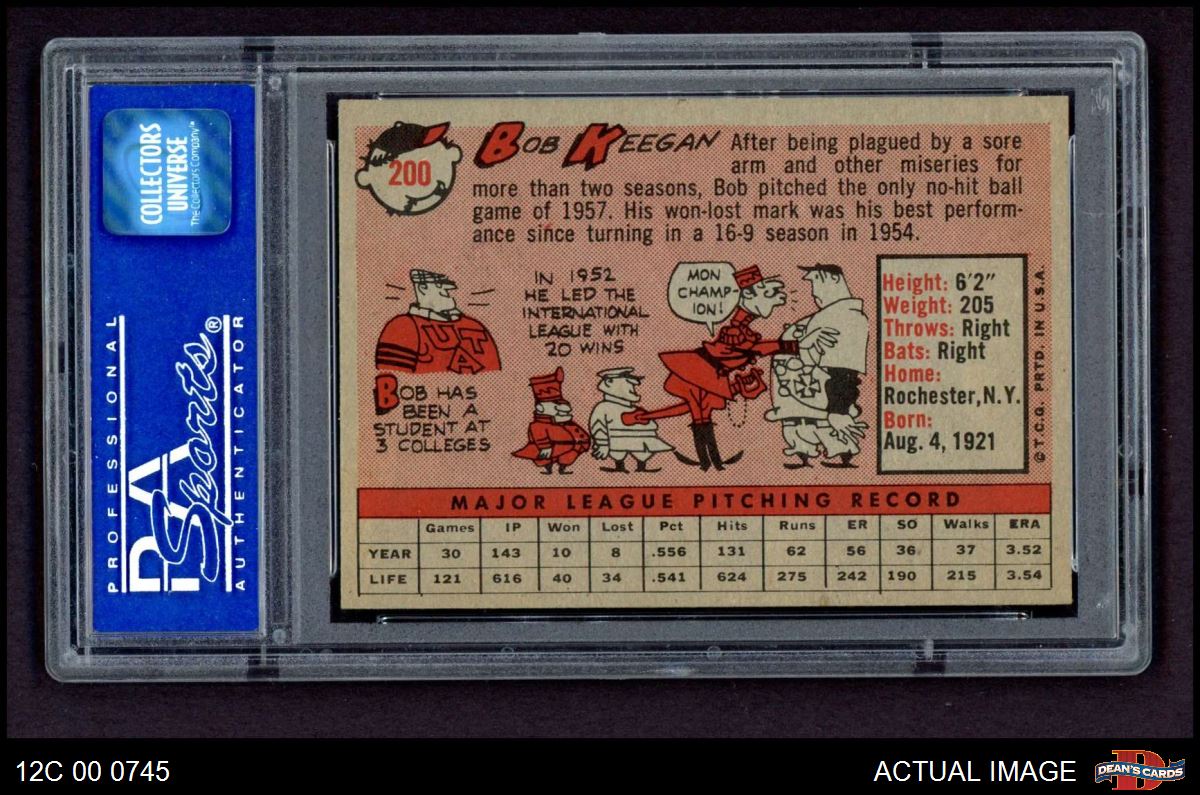 COLLECTORS
UNIVERSE
The Collectors Company™
PROFESSIONAL
PSA
Sports®
AUTHENTICATOR
200
BOB KEEGAN
After being plagued by a sore
arm and other miseries for
more than two seasons, Bob pitched the only no-hit ball
game of 1957. His won-lost mark was his best perform-
ance since turning in a 16-9 season in 1954.
UTA
BOB HAS
BEEN A
STUDENT AT
3 COLLEGES
IN 1952
HE LED THE
INTERNATIONAL
LEAGUE WITH
20 WINS
MON
CHAMP-
ION!
Height: 6'2"
Weight: 205
Throws: Right
Bats: Right
Home:
Rochester, N.Y.
Born:
Aug. 4, 1921
© T.C.G. PRTD. IN U.S.A.
MAJOR LEAGUE PITCHING RECORD
Games IP Won Lost Pct Hits Runs ER SO Walks ERA
YEAR 30 143 10 8 .556 131 62 56 36 37 3.52
LIFE 121 616 40 34 .541 624 275 242 190 215 3.54
12C 00 0745
ACTUAL IMAGE
DEAN'S CARDS